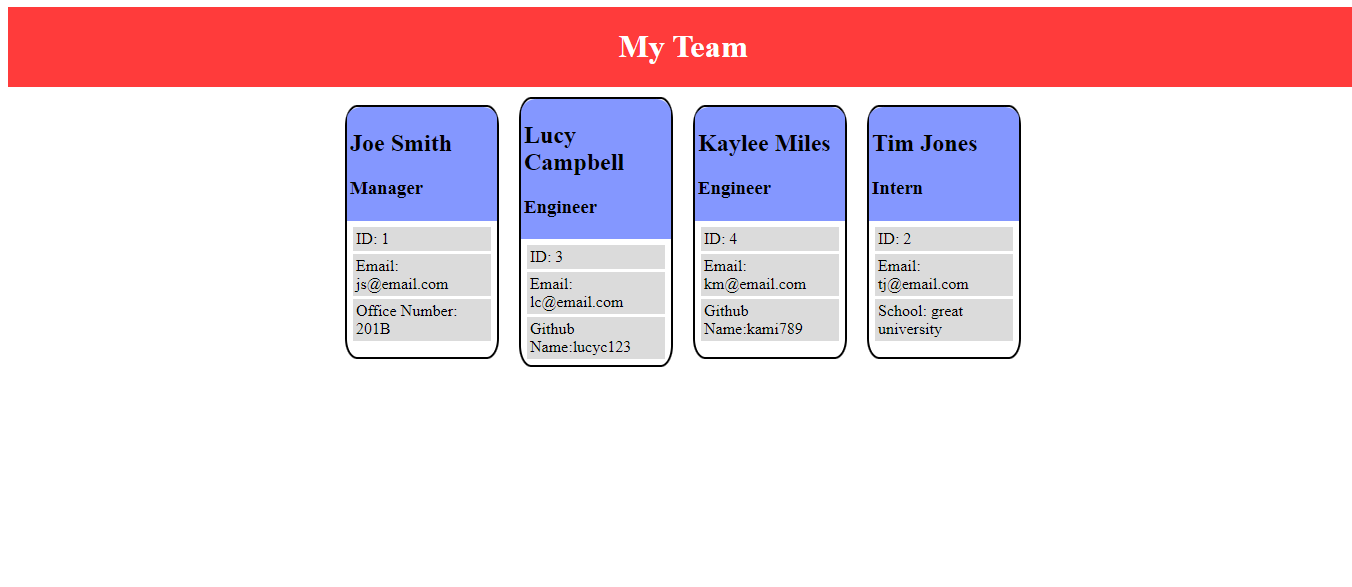 My Team
Joe Smith
Manager
ID: 1
Email:
js@email.com
Office Number:
201B
Lucy
Campbell
Engineer
ID: 3
Email:
lc@email.com
Github
Name:lucyc123
Kaylee Miles
Engineer
ID: 4
Email:
km@email.com
Github
Name:kami789
Tim Jones
Intern
ID: 2
Email:
tj@email.com
School: great
university